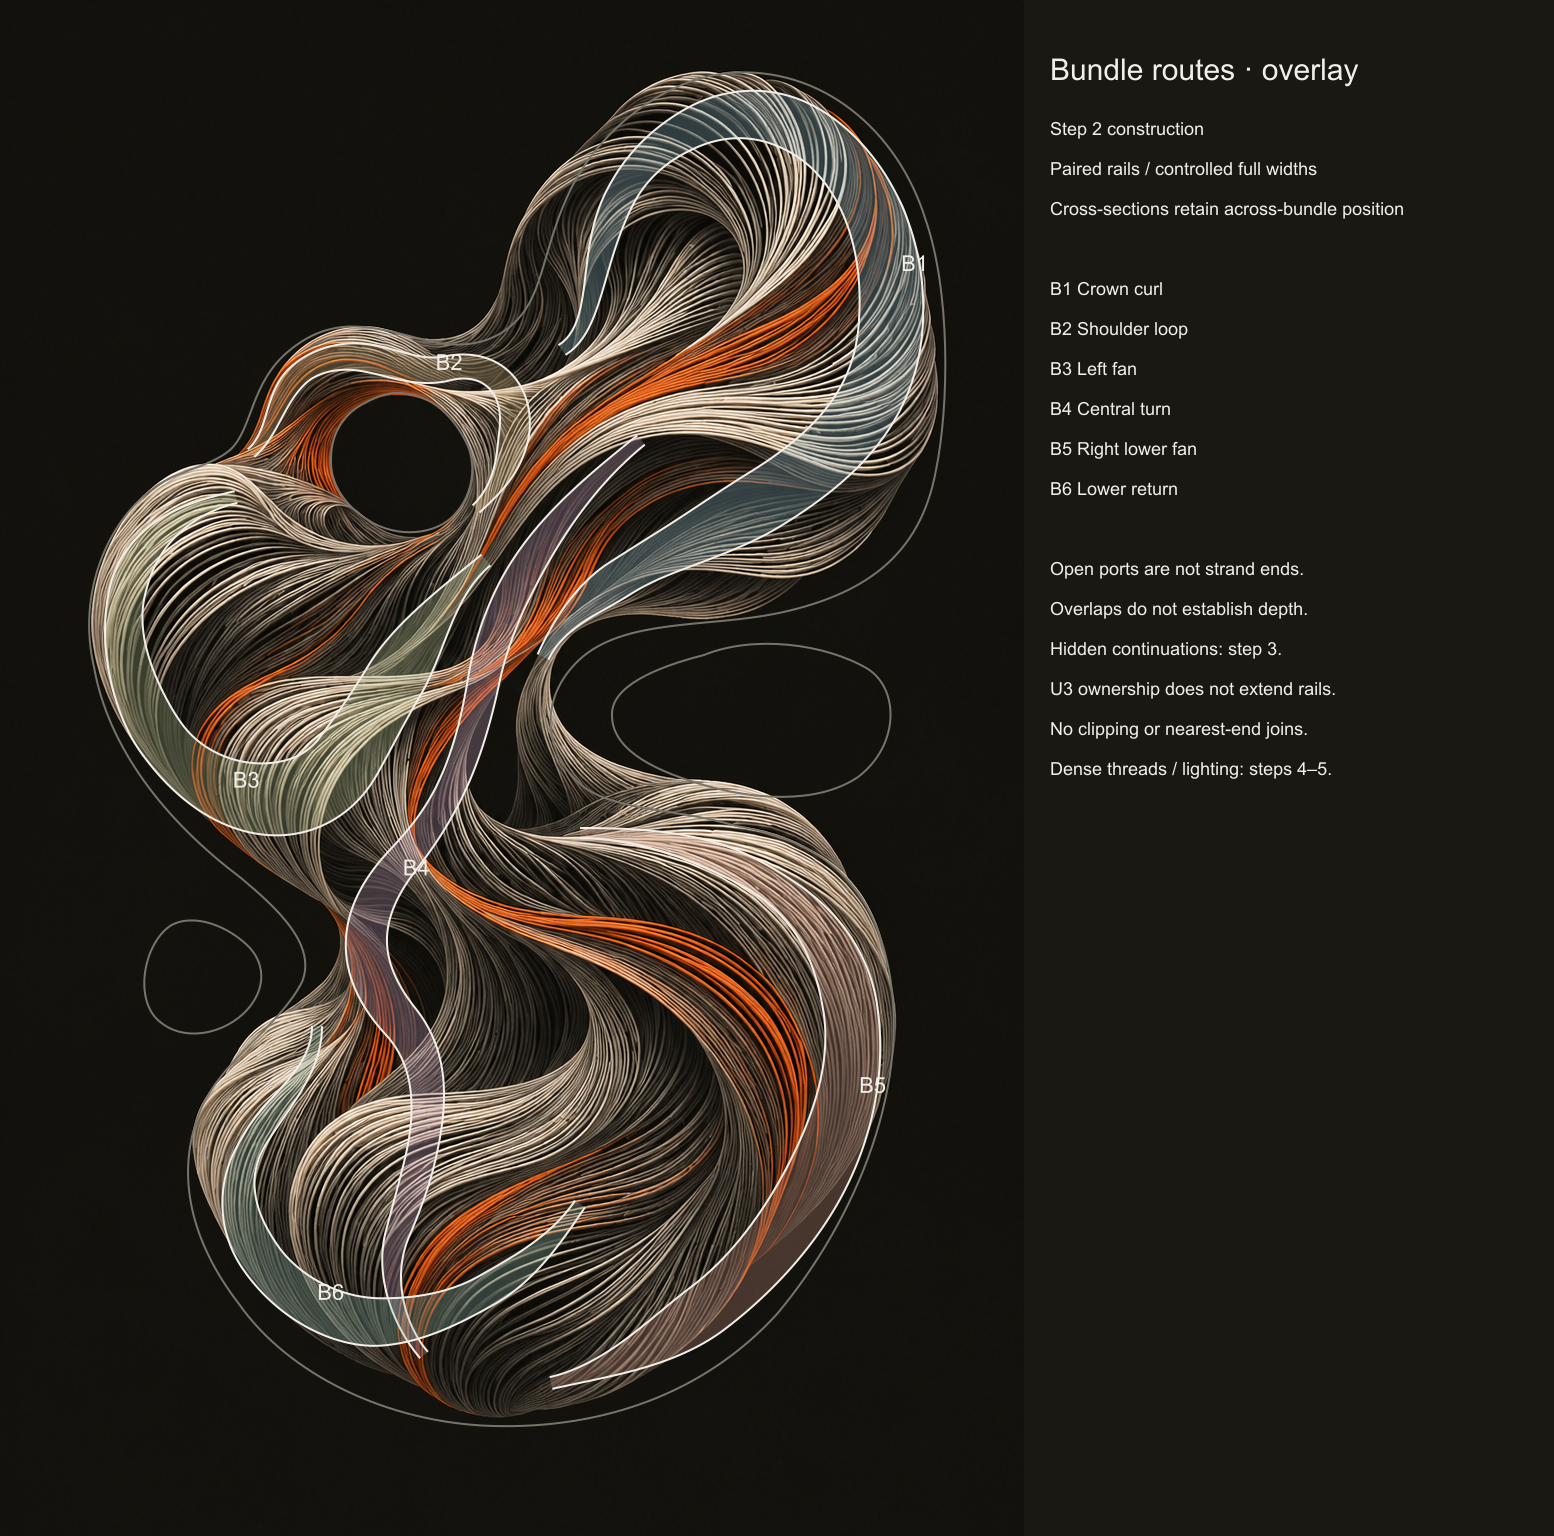 Bundle routes · overlay
Step 2 construction
Paired rails / controlled full widths
Cross-sections retain across-bundle position
B1 Crown curl
B2 Shoulder loop
B3 Left fan
B4 Central turn
B5 Right lower fan
B6 Lower return
Open ports are not strand ends.
Overlaps do not establish depth.
Hidden continuations: step 3.
U3 ownership does not extend rails.
No clipping or nearest-end joins.
Dense threads / lighting: steps 4–5.
B1
B2
B3
B4
B5
B6